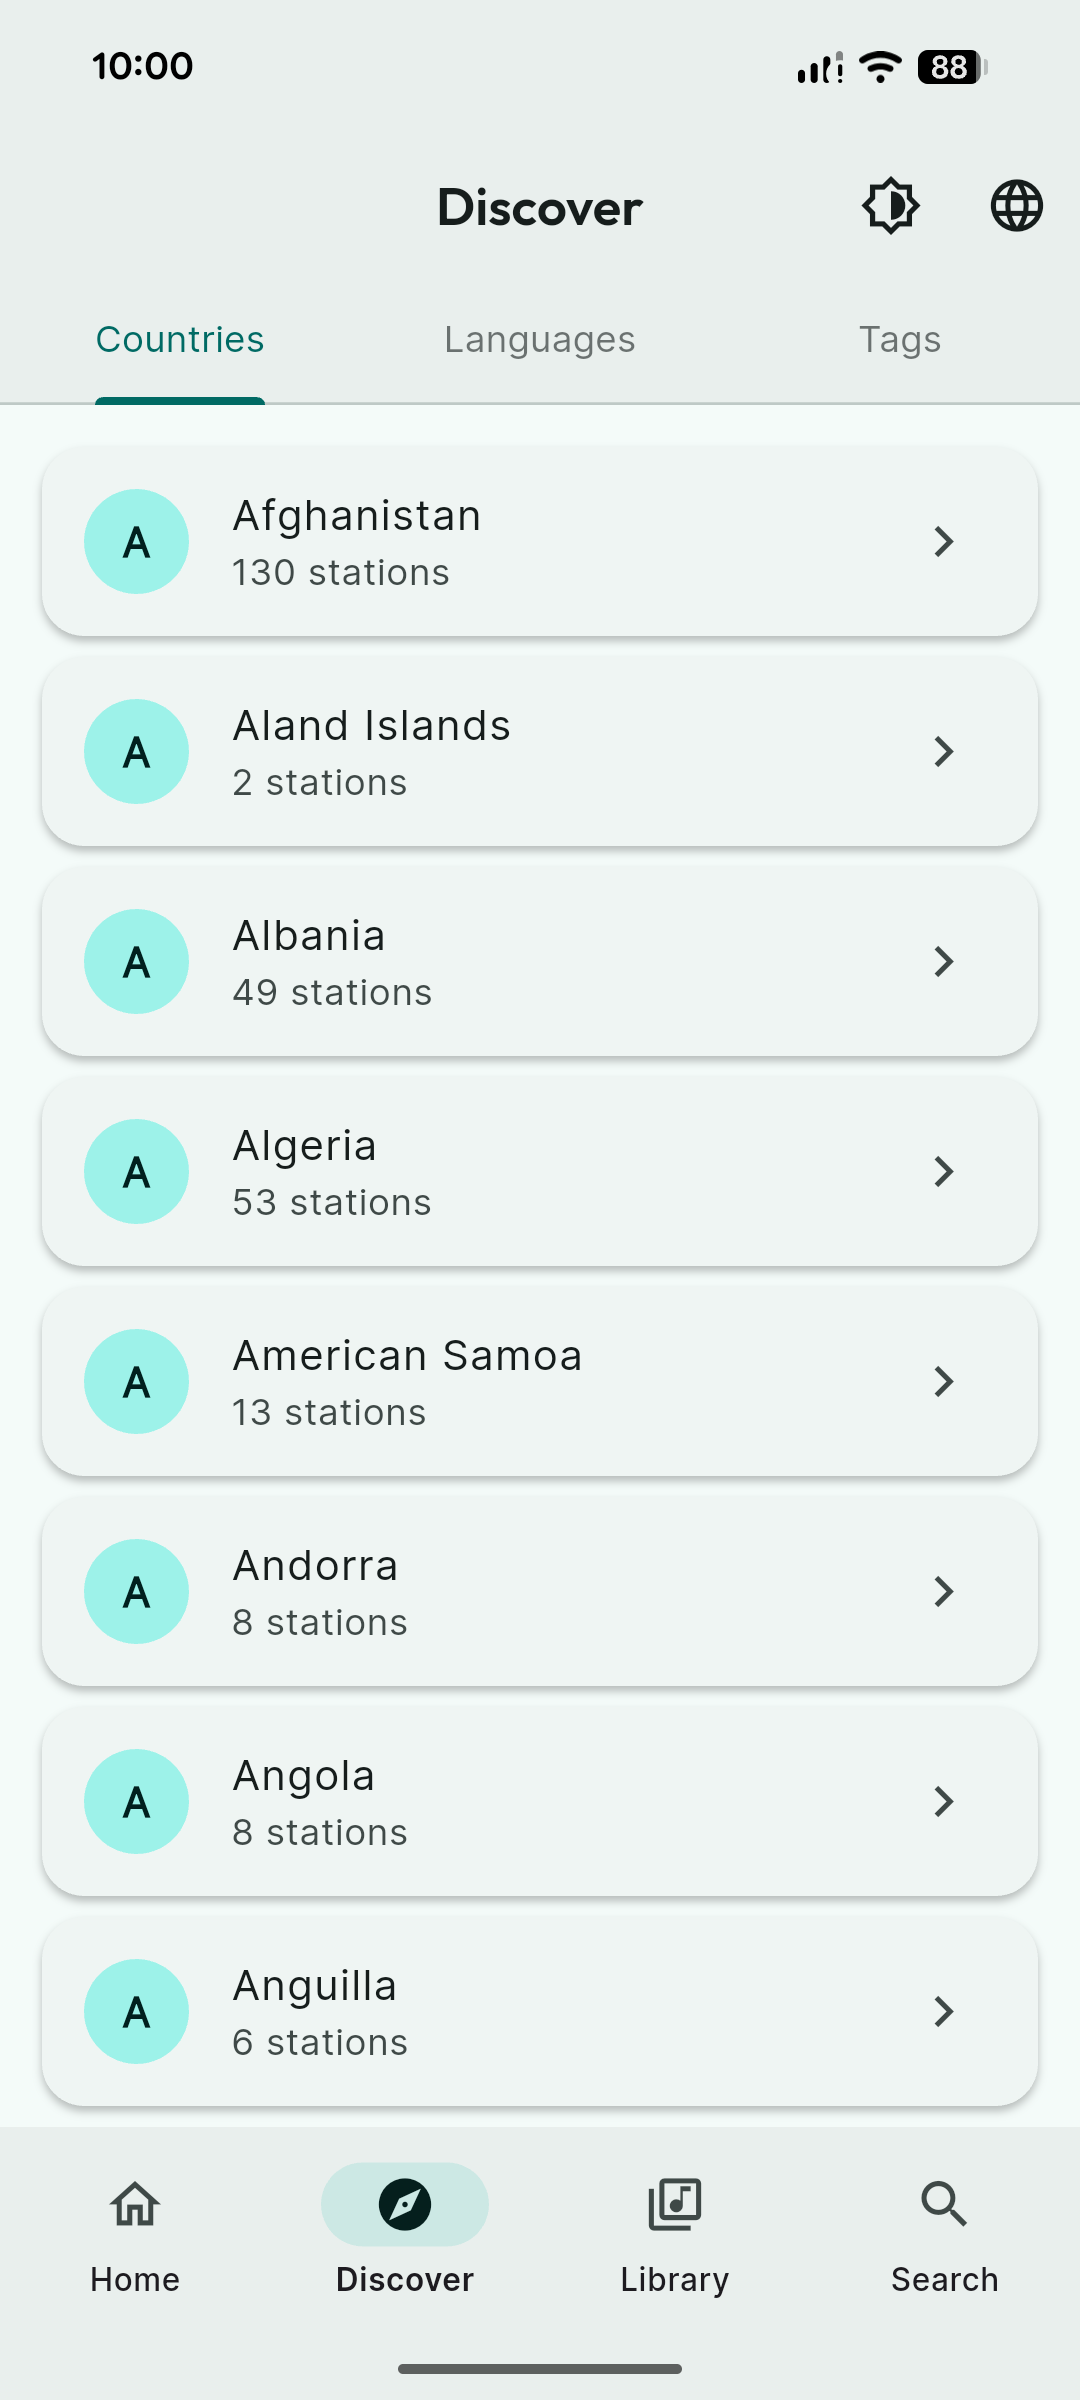 10:00
88
Discover
Countries
Languages
Tags
A
Afghanistan
130 stations
A
Aland Islands
2 stations
A
Albania
49 stations
A
Algeria
53 stations
A
American Samoa
13 stations
A
Andorra
8 stations
A
Angola
8 stations
A
Anguilla
6 stations
Home
Discover
Library
Search